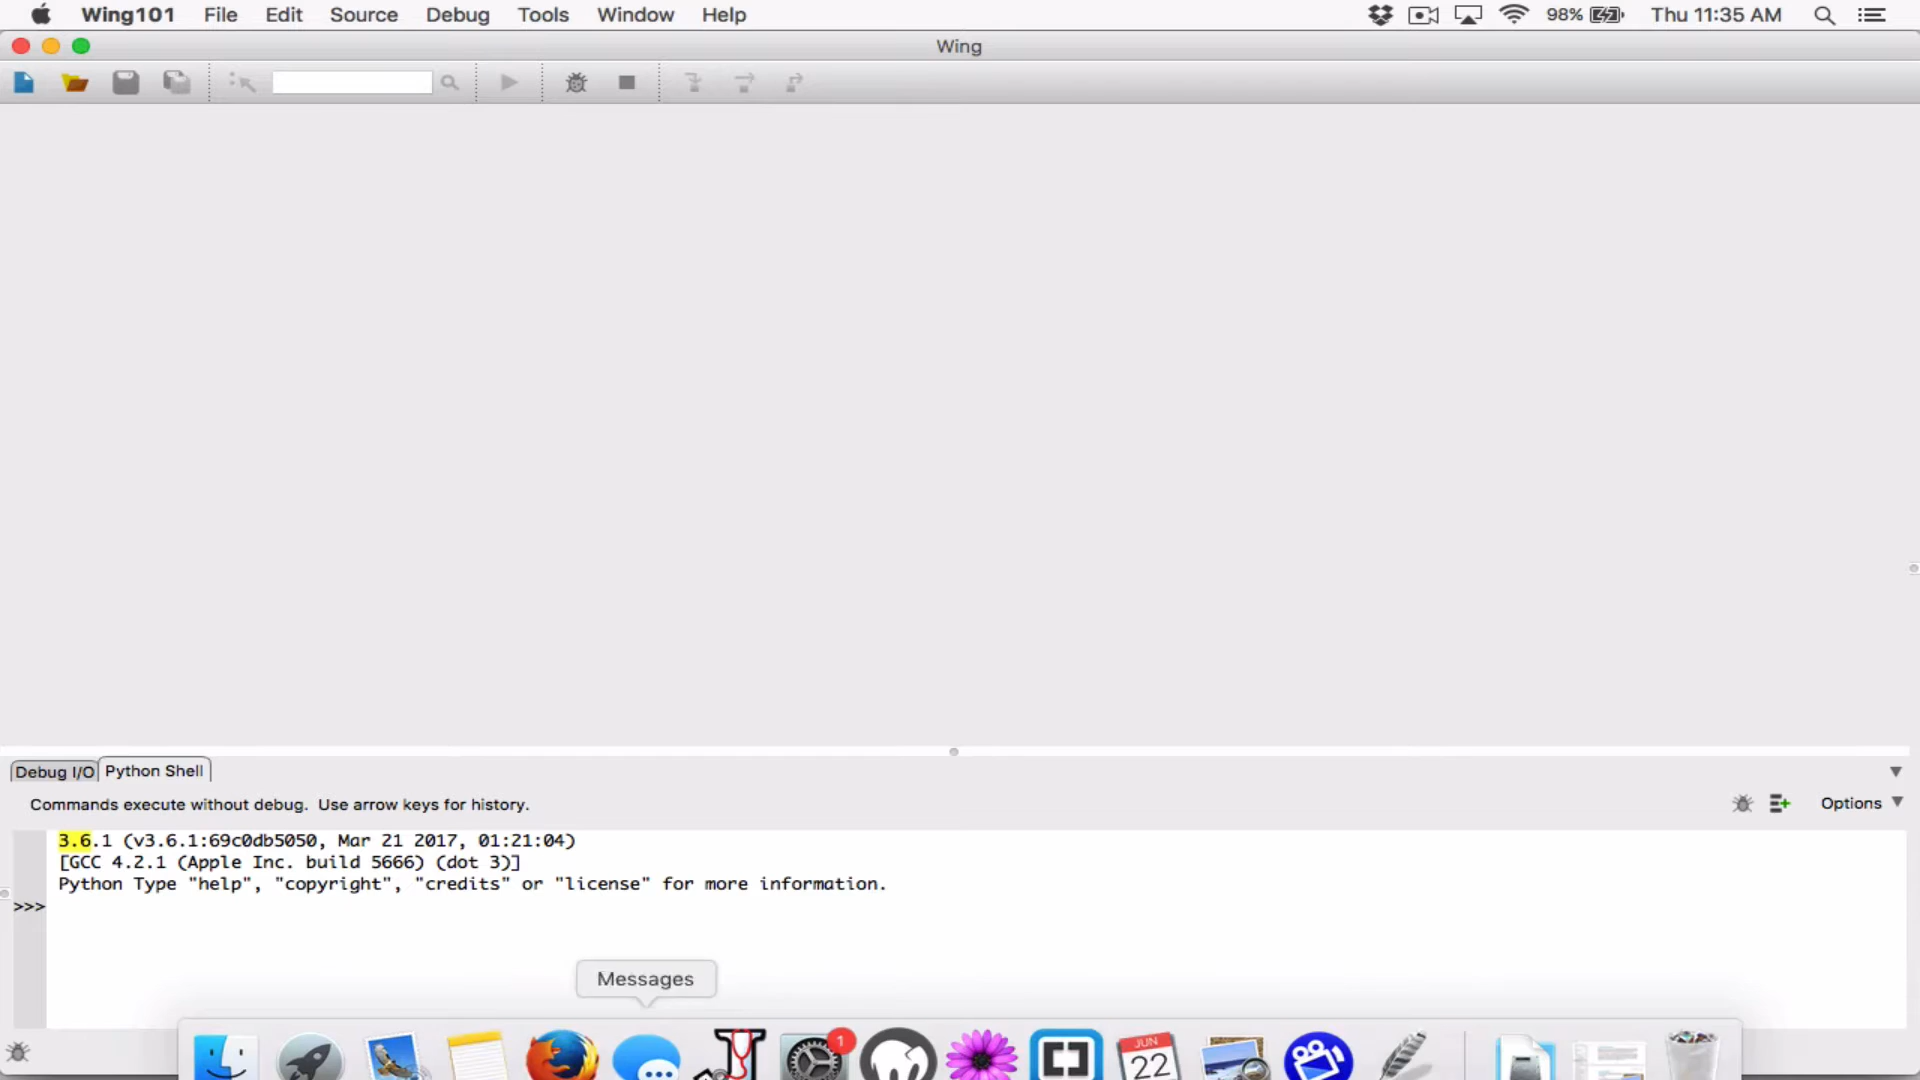 Wing101 File Edit Source Debug Tools Window Help 98% Thu 11:35 AM
Wing
Debug I/O Python Shell
Commands execute without debug. Use arrow keys for history.
Options
3.6.1 (v3.6.1:69c0db5050, Mar 21 2017, 01:21:04)
[GCC 4.2.1 (Apple Inc. build 5666) (dot 3)]
Python Type "help", "copyright", "credits" or "license" for more information.
>>>
Messages
1
JUN
22